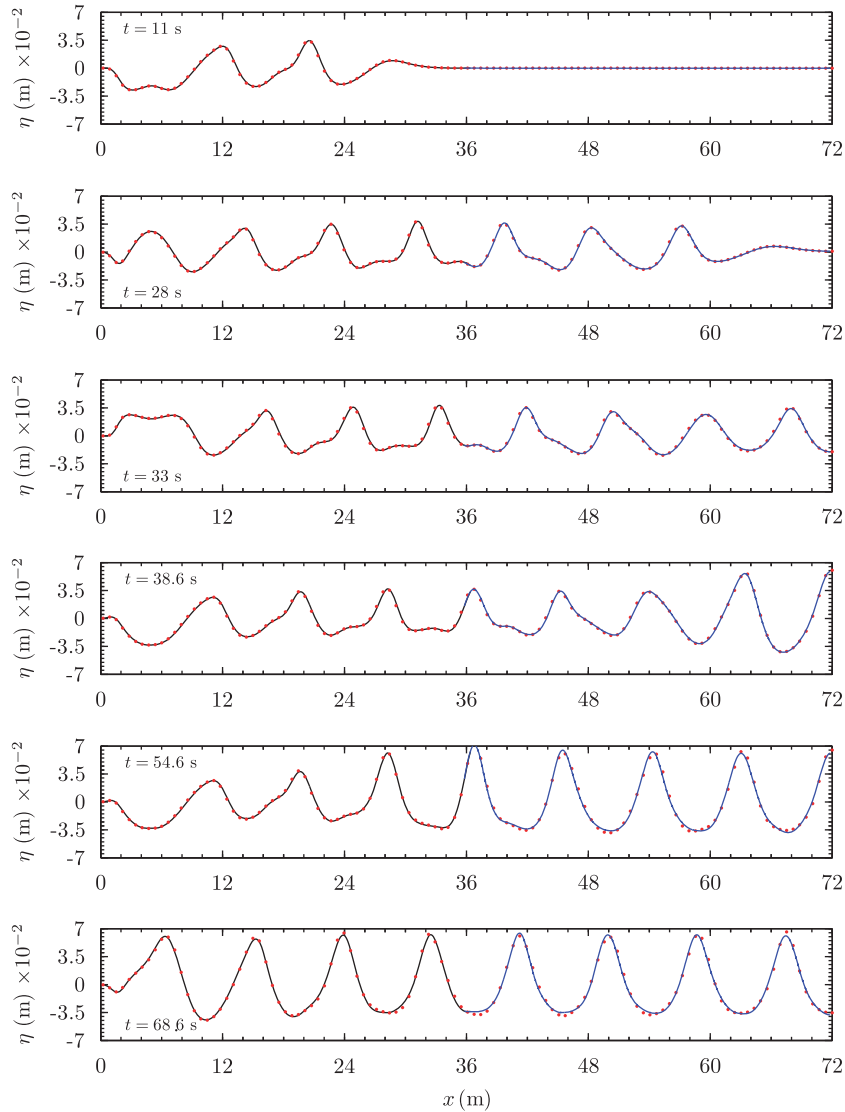 η (m) ×10⁻²
7
3.5
0
-3.5
-7
t = 11 s
0 12 24 36 48 60 72
η (m) ×10⁻²
7
3.5
0
-3.5
-7
t = 28 s
0 12 24 36 48 60 72
η (m) ×10⁻²
7
3.5
0
-3.5
-7
t = 33 s
0 12 24 36 48 60 72
η (m) ×10⁻²
7
3.5
0
-3.5
-7
t = 38.6 s
0 12 24 36 48 60 72
η (m) ×10⁻²
7
3.5
0
-3.5
-7
t = 54.6 s
0 12 24 36 48 60 72
η (m) ×10⁻²
7
3.5
0
-3.5
-7
t = 68.6 s
0 12 24 36 48 60 72
x (m)